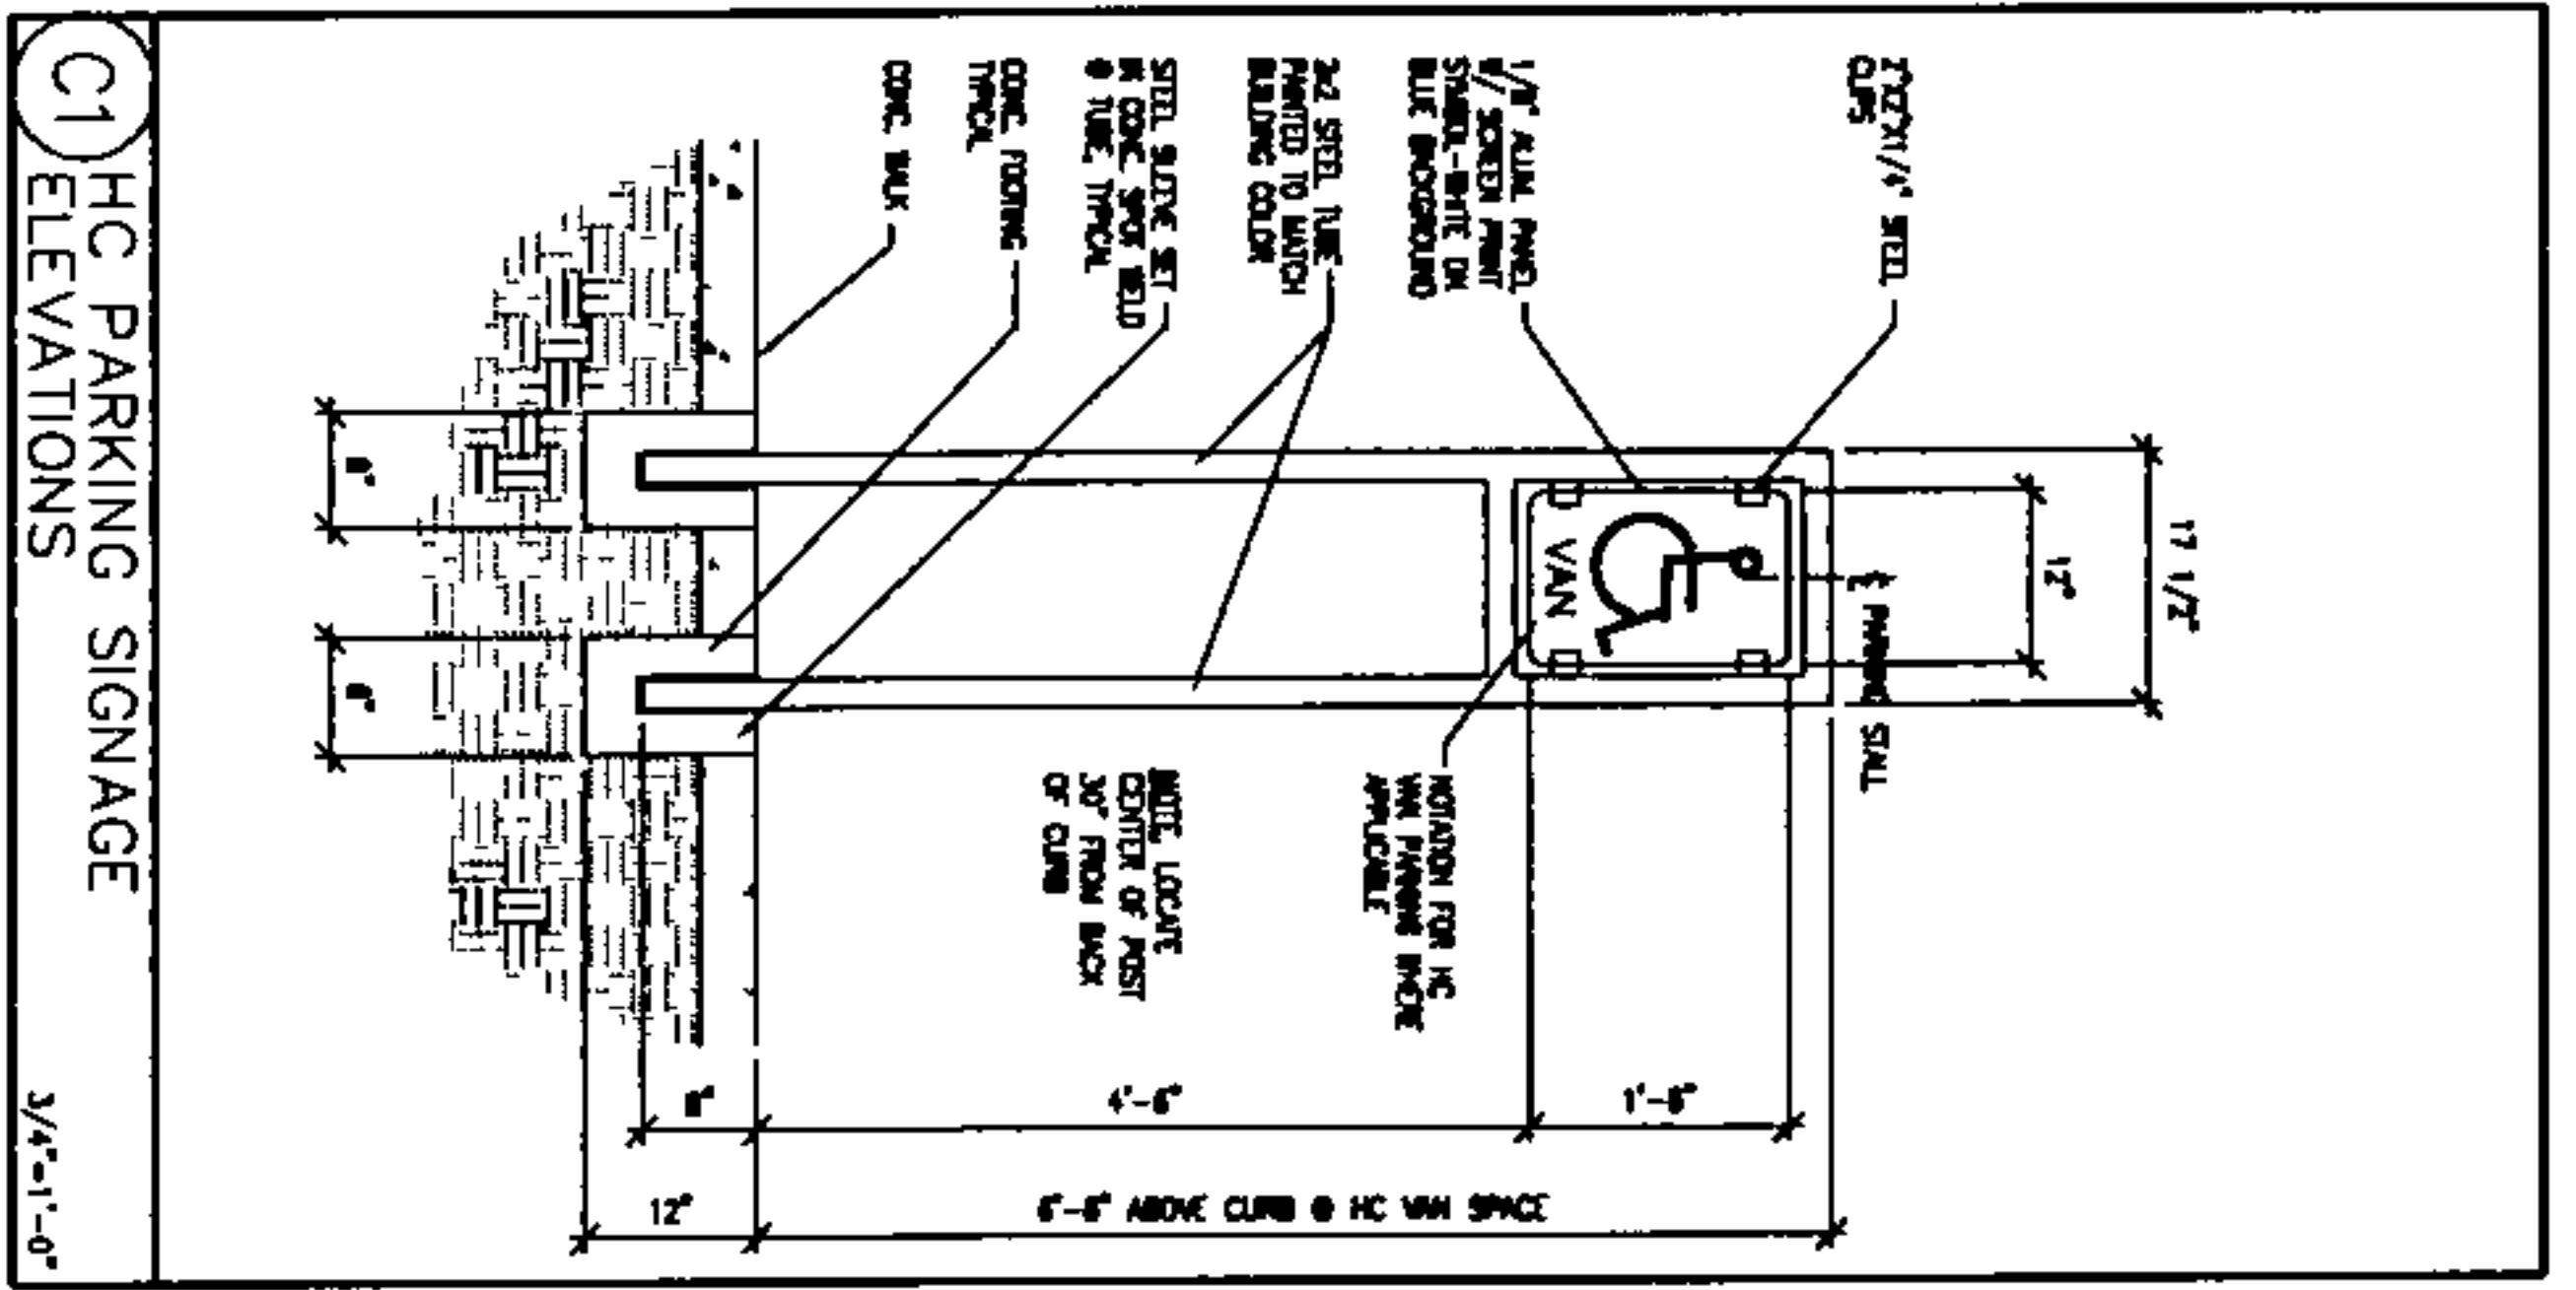 2"X2"X1/4" STEEL
CLIPS
1/8" ALUM. PANEL
W/ SCREEN PRINT
SYMBOL-WHITE ON
BLUE BACKGROUND
2x2 STEEL TUBE
PAINTED TO MATCH
BUILDING COLOR
STEEL SLEEVE SET
IN CONC. SPOT WELD
@ TUBE, TYPICAL
CONC. FOOTING
TYPICAL
CONC. WALK
17 1/2"
12"
℄ PARKING STALL
VAN
NOTATION FOR HC
VAN PARKING WHERE
APPLICABLE
NOTE: LOCATE
CENTER OF POST
30" FROM BACK
OF CURB
1'-6"
4'-6"
8"
ABOVE CURB @ HC VAN SPACE
12"
C1
HC PARKING SIGNAGE
ELEVATIONS
3/4"=1'-0"